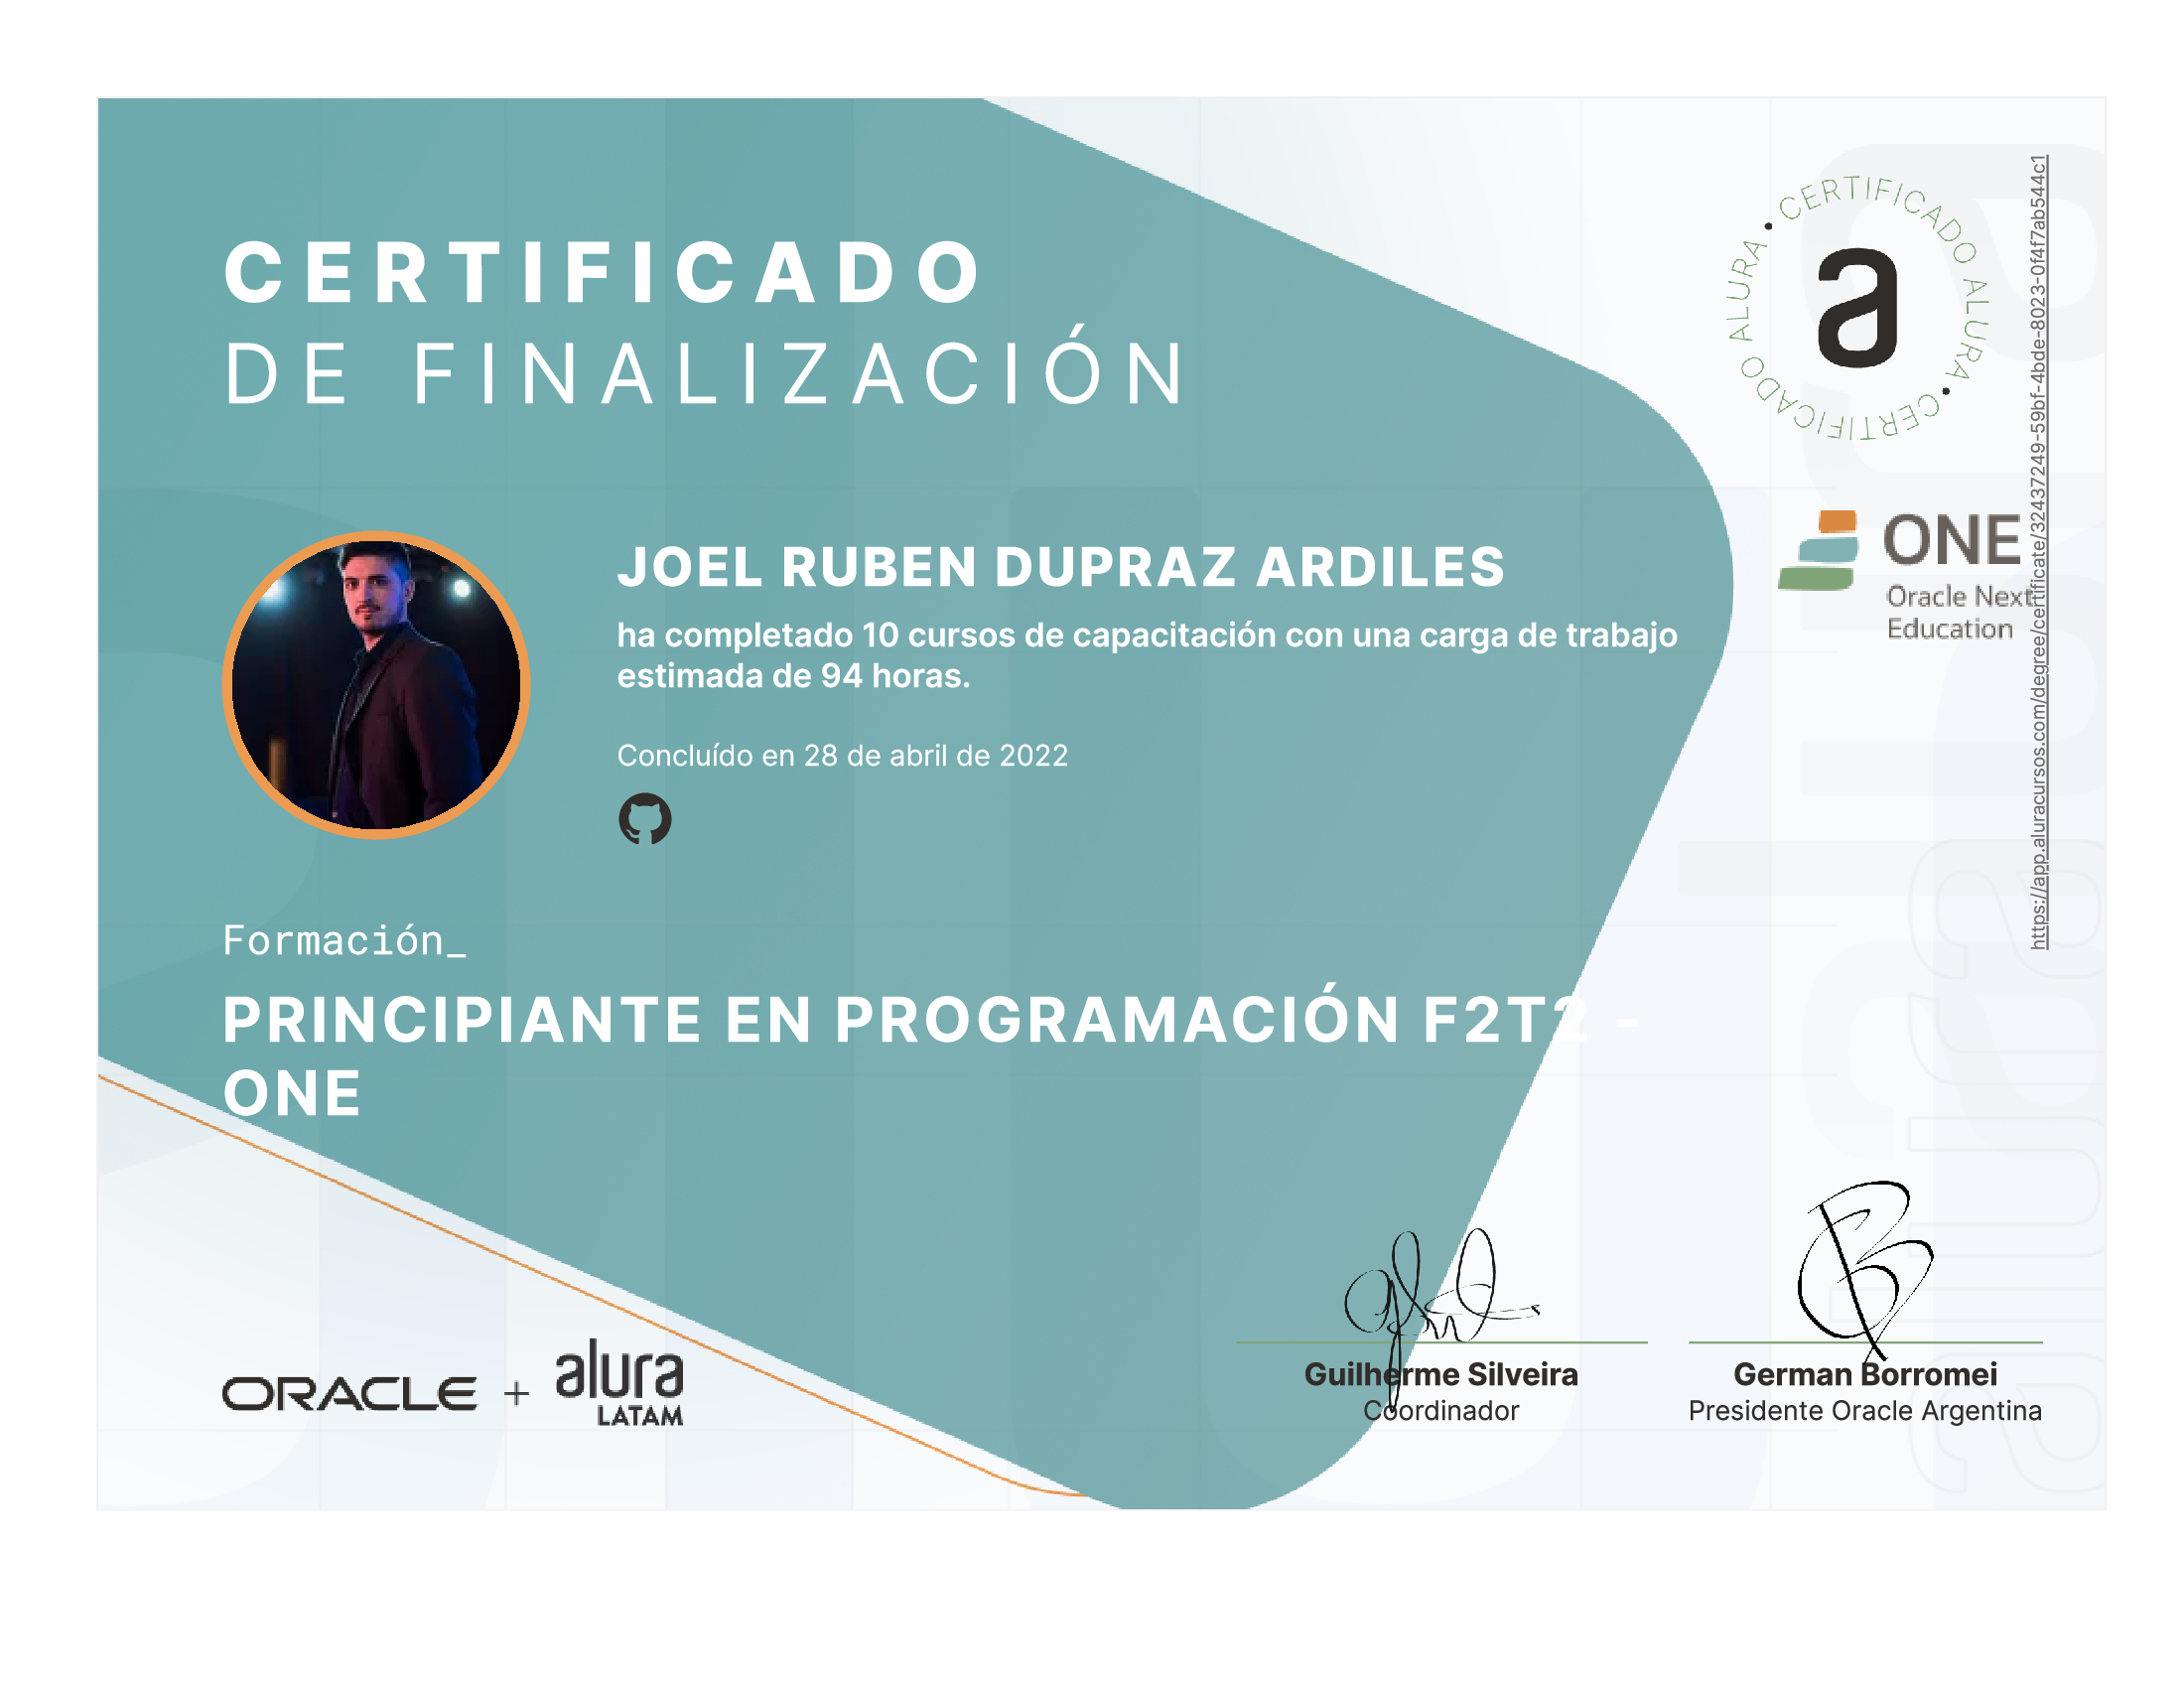 CERTIFICADO
DE FINALIZACIÓN
• CERTIFICADO ALURA • CERTIFICADO ALURA
a
https://app.aluracursos.com/degree/certificate/32437249-59bf-4bde-8023-0f4f7ab544c1
ONE
Oracle Next
Education
JOEL RUBEN DUPRAZ ARDILES
ha completado 10 cursos de capacitación con una carga de trabajo
estimada de 94 horas.
Concluído en 28 de abril de 2022
Formación_
PRINCIPIANTE EN PROGRAMACIÓN F2T2 -
ONE
ORACLE + alura
LATAM
Guilherme Silveira
Coordinador
German Borromei
Presidente Oracle Argentina
alura